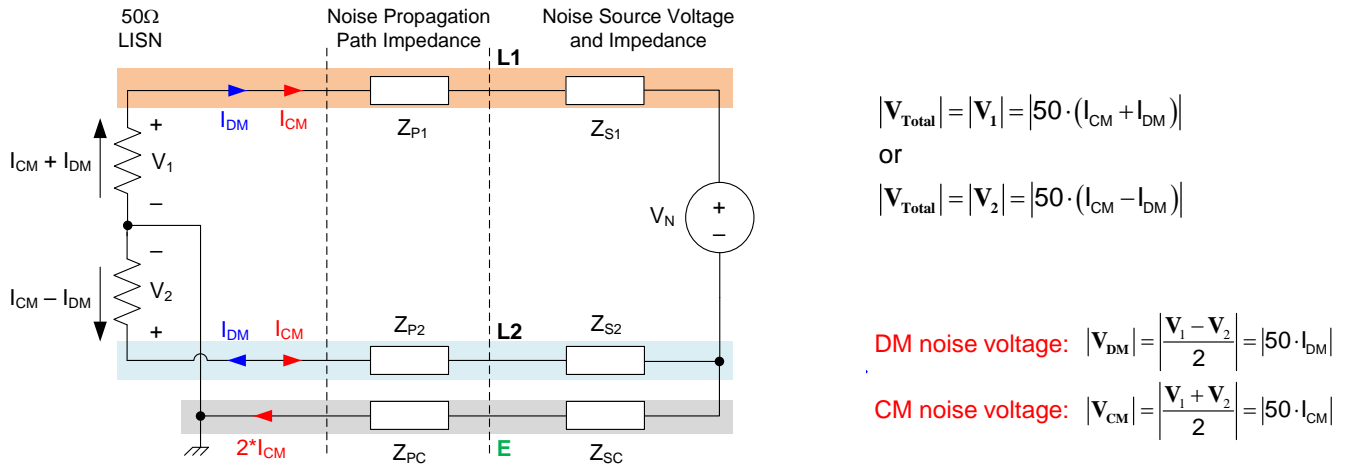 50Ω
LISN
Noise Propagation
Path Impedance
Noise Source Voltage
and Impedance
L1
I_DM
I_CM
Z_P1
Z_S1
+
I_CM + I_DM
V_1
–
V_N
+
–
–
I_CM – I_DM
V_2
+
I_DM
I_CM
Z_P2
L2
Z_S2
2*I_CM
Z_PC
E
Z_SC
|V_Total| = |V_1| = |50·(I_CM + I_DM)|
or
|V_Total| = |V_2| = |50·(I_CM − I_DM)|
DM noise voltage: |V_DM| = |(V_1 − V_2)/2| = |50·I_DM|
CM noise voltage: |V_CM| = |(V_1 + V_2)/2| = |50·I_CM|